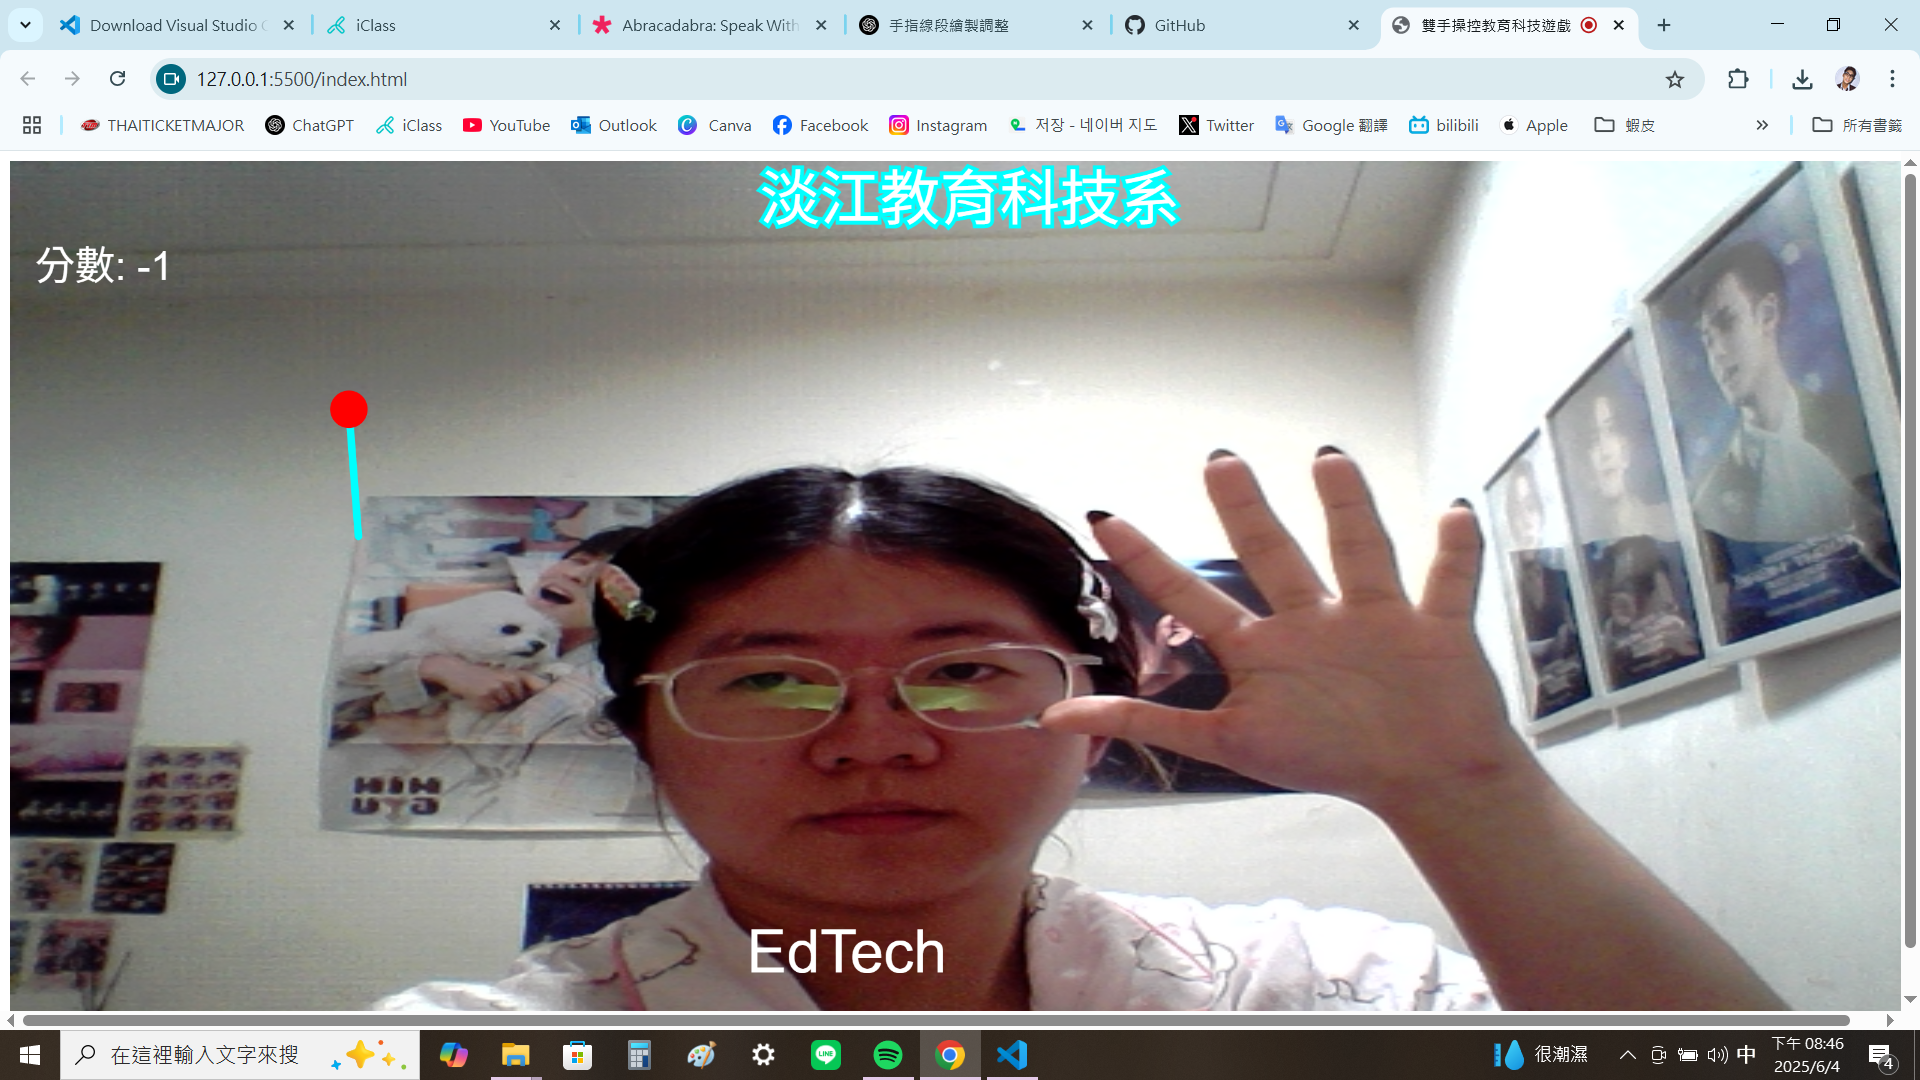 Download Visual Studio C
iClass
Abracadabra: Speak With
手指線段繪製調整
GitHub
雙手操控教育科技遊戲
127.0.0.1:5500/index.html
THAITICKETMAJOR
ChatGPT
iClass
YouTube
Outlook
Canva
Facebook
Instagram
저장 - 네이버 지도
Twitter
Google 翻譯
bilibili
Apple
蝦皮
所有書籤
淡江教育科技系
分數: -1
EdTech
在這裡輸入文字來搜
LINE
很潮濕
中
下午 08:46
2025/6/4
4